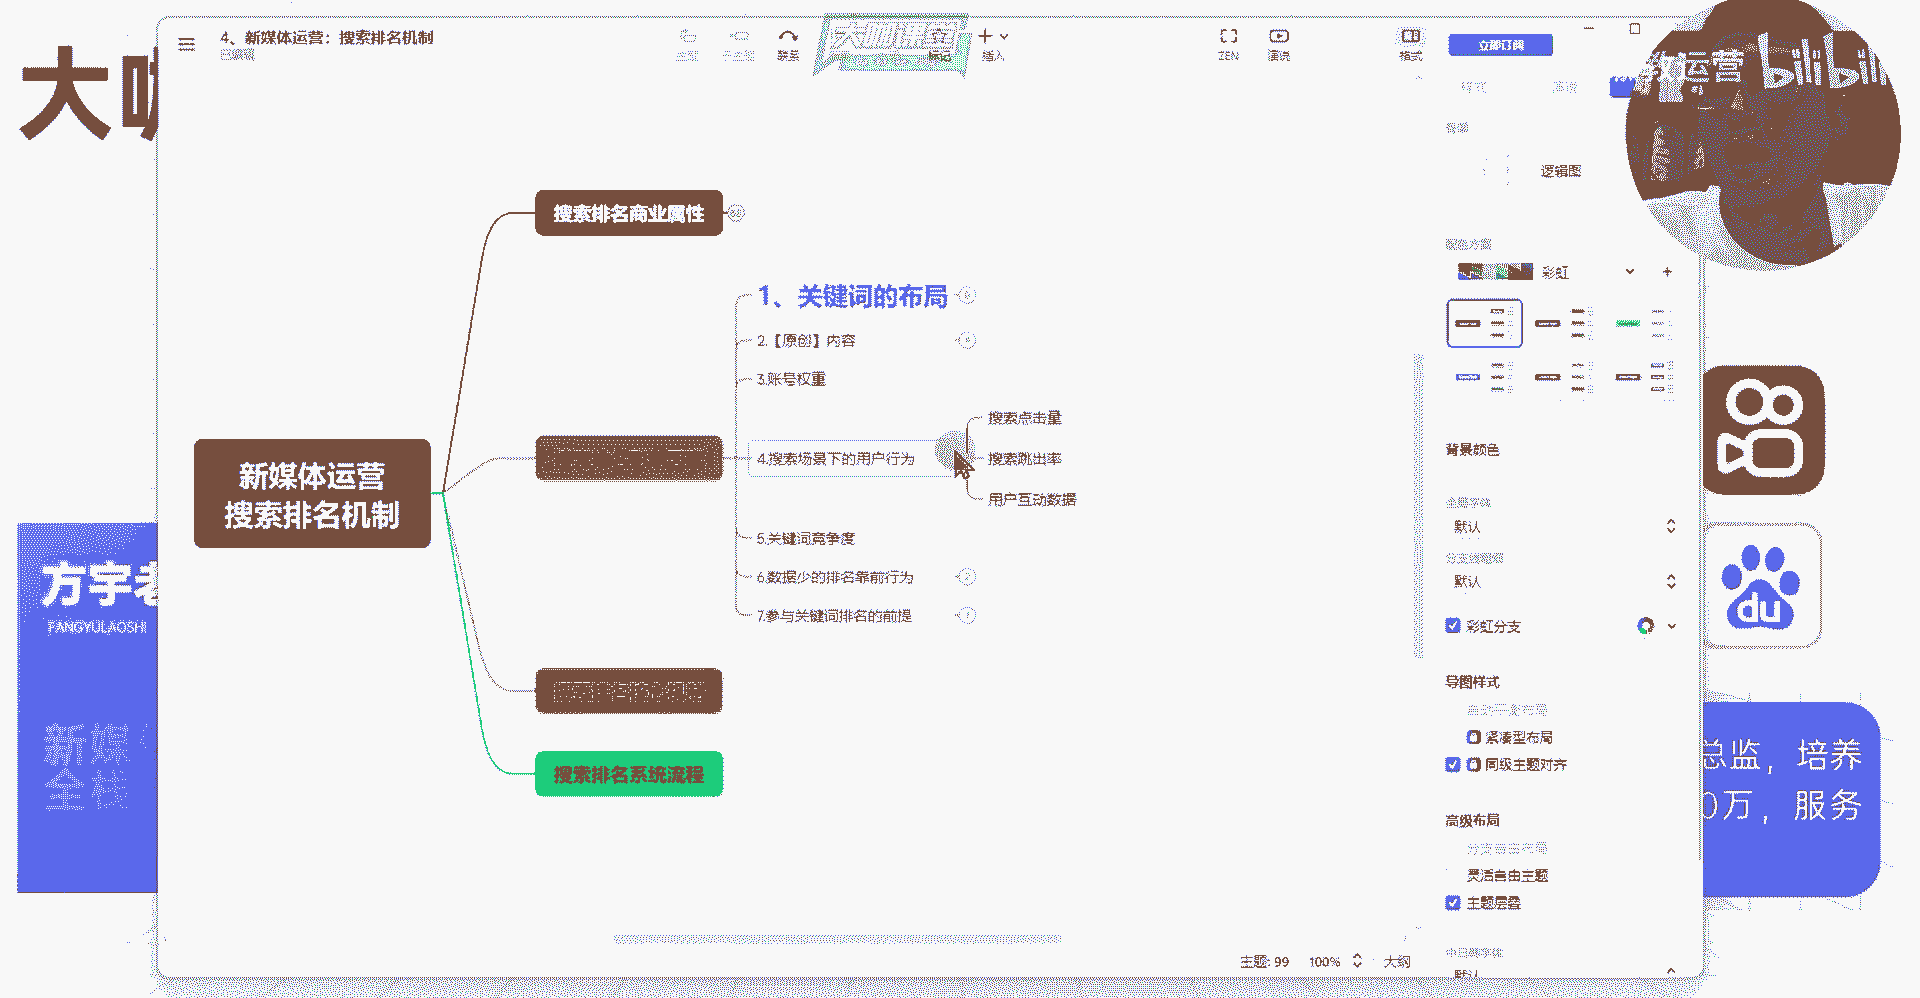 4、新媒体运营：搜索排名机制
已编辑
联系
标记
插入
ZEN
演说
格式
立即订阅
教运营
bilibili
大咖课堂
大
逻辑图
彩虹
搜索排名商业属性
1、关键词的布局
2.【原创】内容
3.账号权重
搜索点击量
4.搜索场景下的用户行为
搜索跳出率
用户互动数据
新媒体运营
搜索排名机制
5.关键词竞争度
6.数据少的排名靠前行为
7.参与关键词排名的前提
搜索排名系统流程
背景颜色
默认
默认
彩虹分支
导图样式
紧凑型布局
同级主题对齐
高级布局
灵活自由主题
主题层叠
默认
主题: 99
100%
大纲
方宇老
FANGYULAOSHI
新媒体
全栈
du
总监，培养
0万，服务